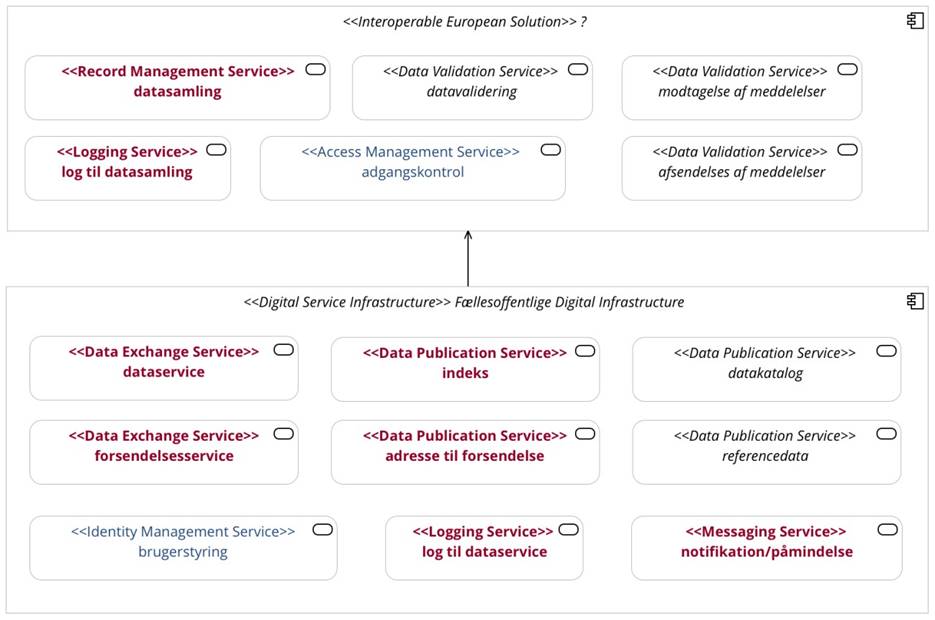 <<Interoperable European Solution>> ?
<<Record Management Service>>
datasamling
<<Data Validation Service>>
datavalidering
<<Data Validation Service>>
modtagelse af meddelelser
<<Logging Service>>
log til datasamling
<<Access Management Service>>
adgangskontrol
<<Data Validation Service>>
afsendelses af meddelelser
<<Digital Service Infrastructure>> Fællesoffentlige Digital Infrastructure
<<Data Exchange Service>>
dataservice
<<Data Publication Service>>
indeks
<<Data Publication Service>>
datakatalog
<<Data Exchange Service>>
forsendelsesservice
<<Data Publication Service>>
adresse til forsendelse
<<Data Publication Service>>
referencedata
<<Identity Management Service>>
brugerstyring
<<Logging Service>>
log til dataservice
<<Messaging Service>>
notifikation/påmindelse